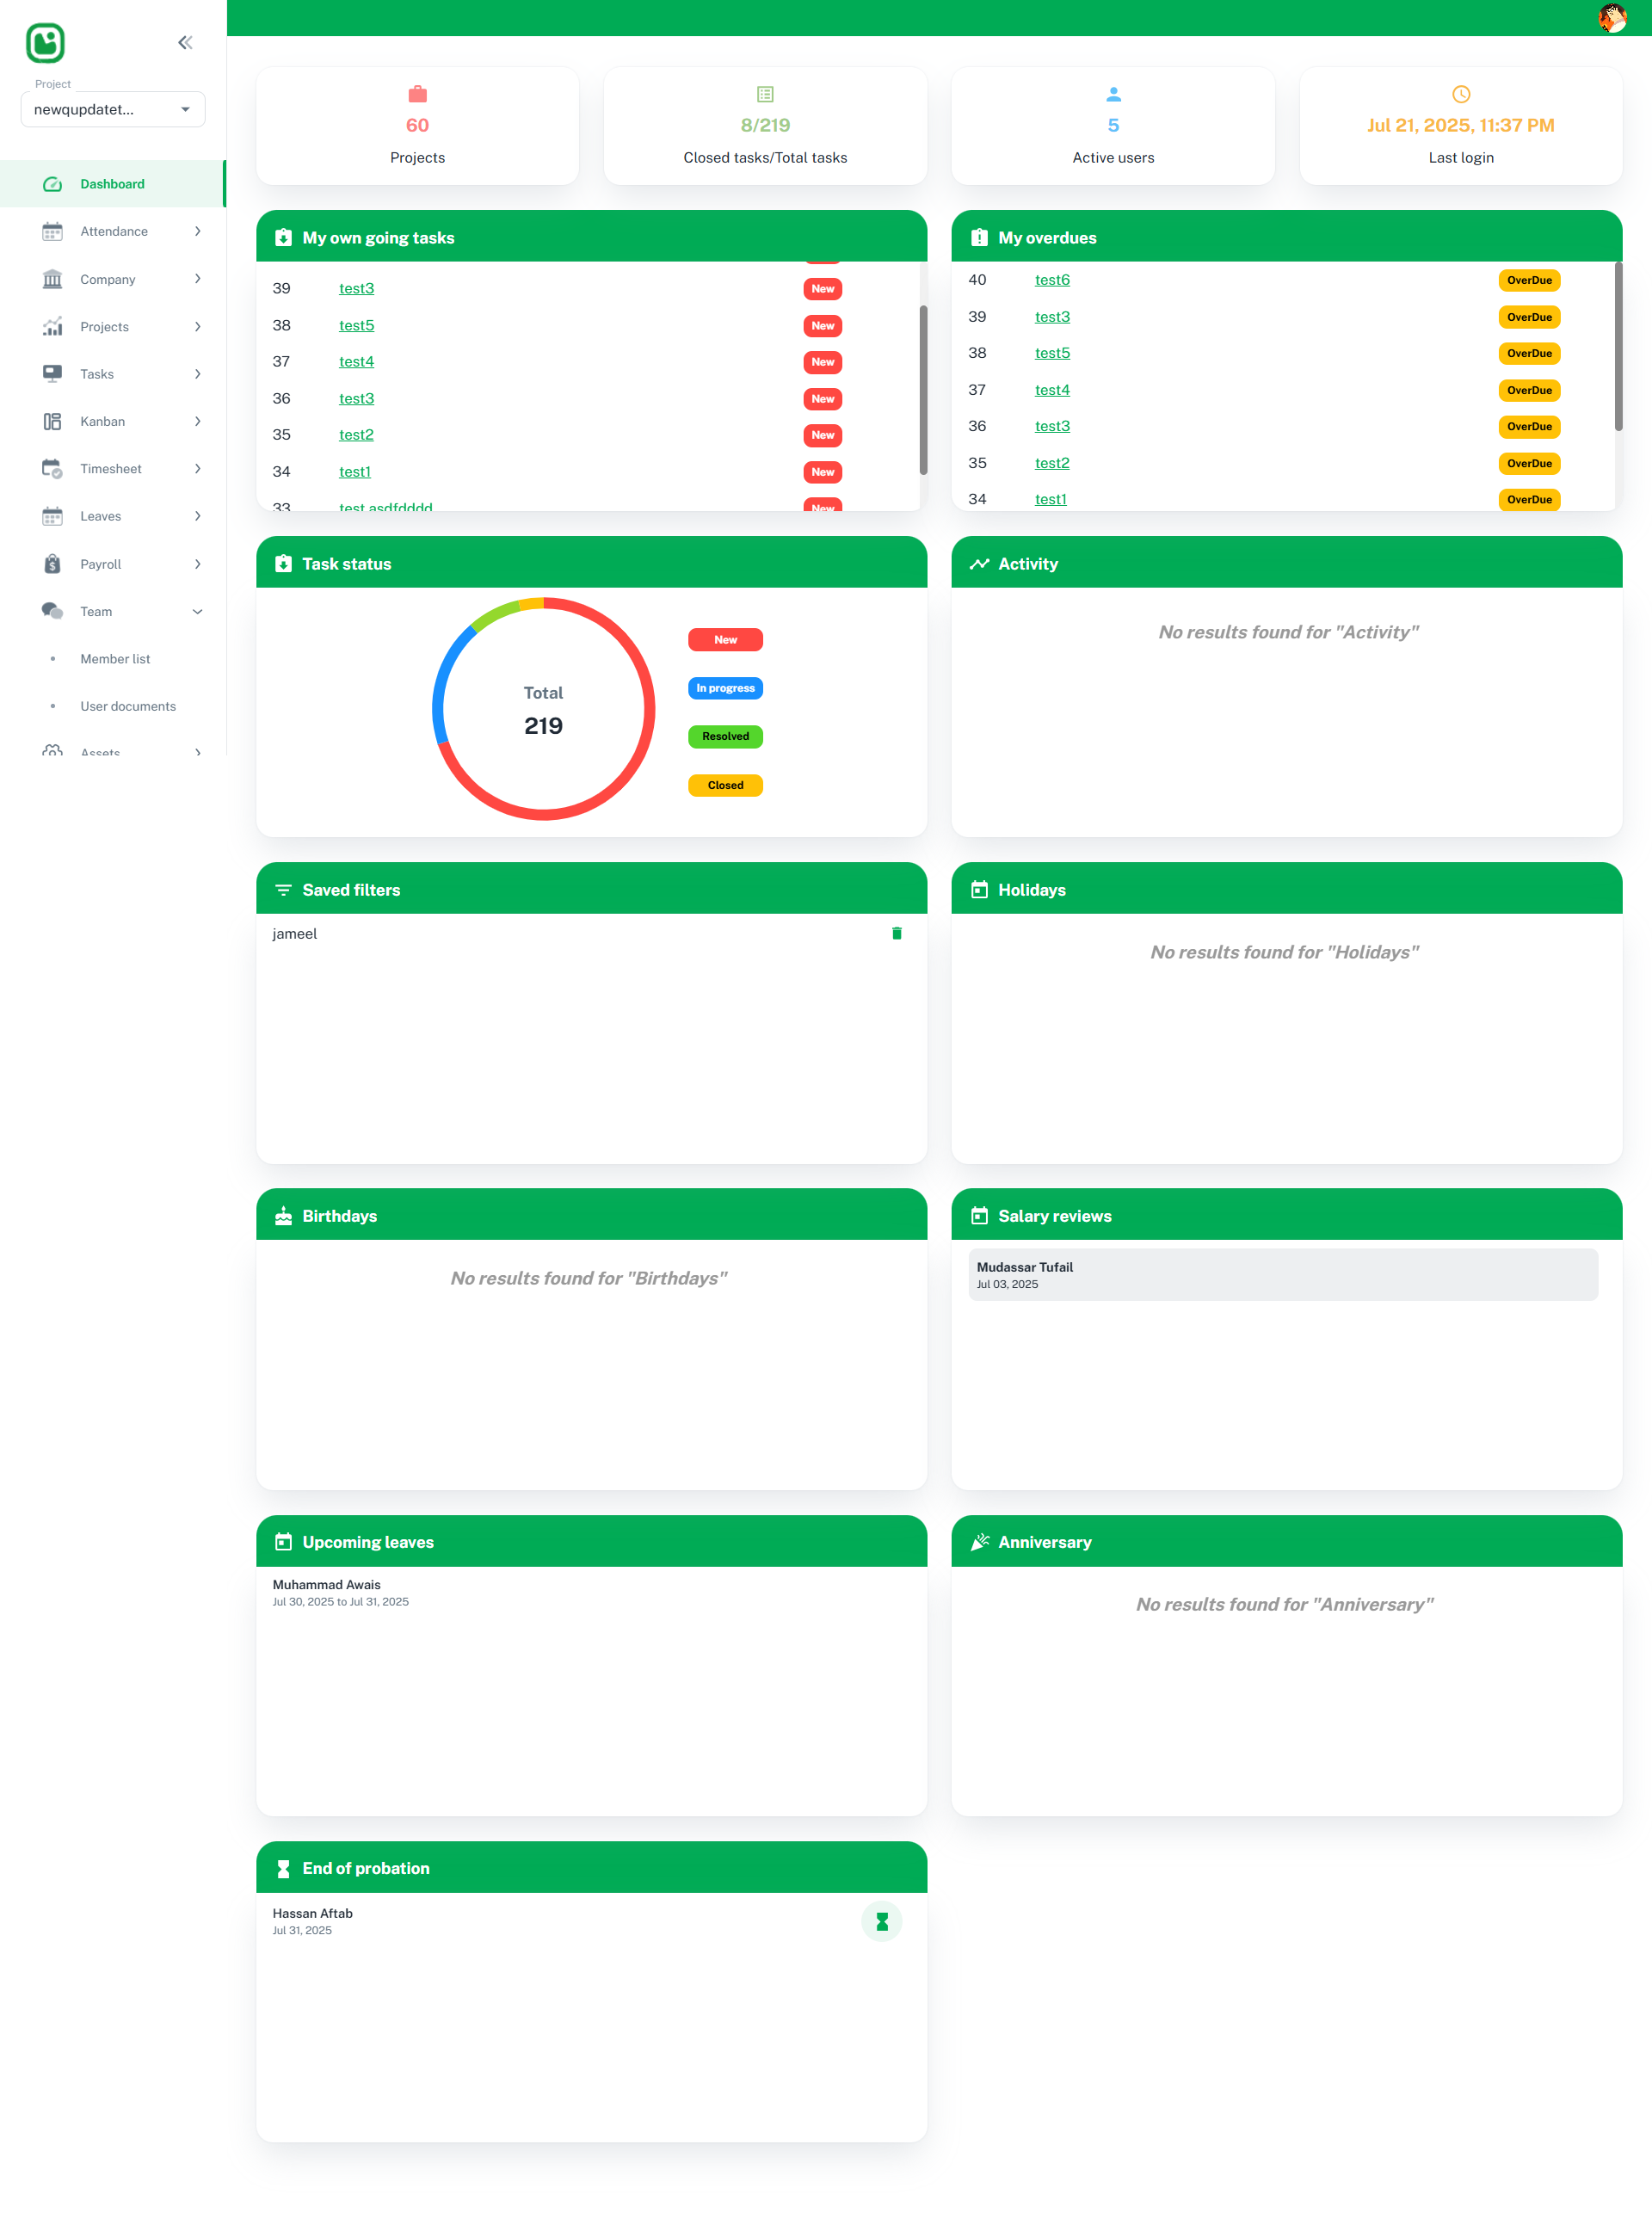 Project
newqupdatet...
Dashboard
Attendance
Company
Projects
Tasks
Kanban
Timesheet
Leaves
Payroll
Team
Member list
User documents
Assets
60
Projects
8/219
Closed tasks/Total tasks
5
Active users
Jul 21, 2025, 11:37 PM
Last login
My own going tasks
39 test3 New
38 test5 New
37 test4 New
36 test3 New
35 test2 New
34 test1 New
33 test asdfdddd New
My overdues
40 test6 OverDue
39 test3 OverDue
38 test5 OverDue
37 test4 OverDue
36 test3 OverDue
35 test2 OverDue
34 test1 OverDue
Task status
Total
219
New
In progress
Resolved
Closed
Activity
No results found for "Activity"
Saved filters
jameel
Holidays
No results found for "Holidays"
Birthdays
No results found for "Birthdays"
Salary reviews
Mudassar Tufail
Jul 03, 2025
Upcoming leaves
Muhammad Awais
Jul 30, 2025 to Jul 31, 2025
Anniversary
No results found for "Anniversary"
End of probation
Hassan Aftab
Jul 31, 2025